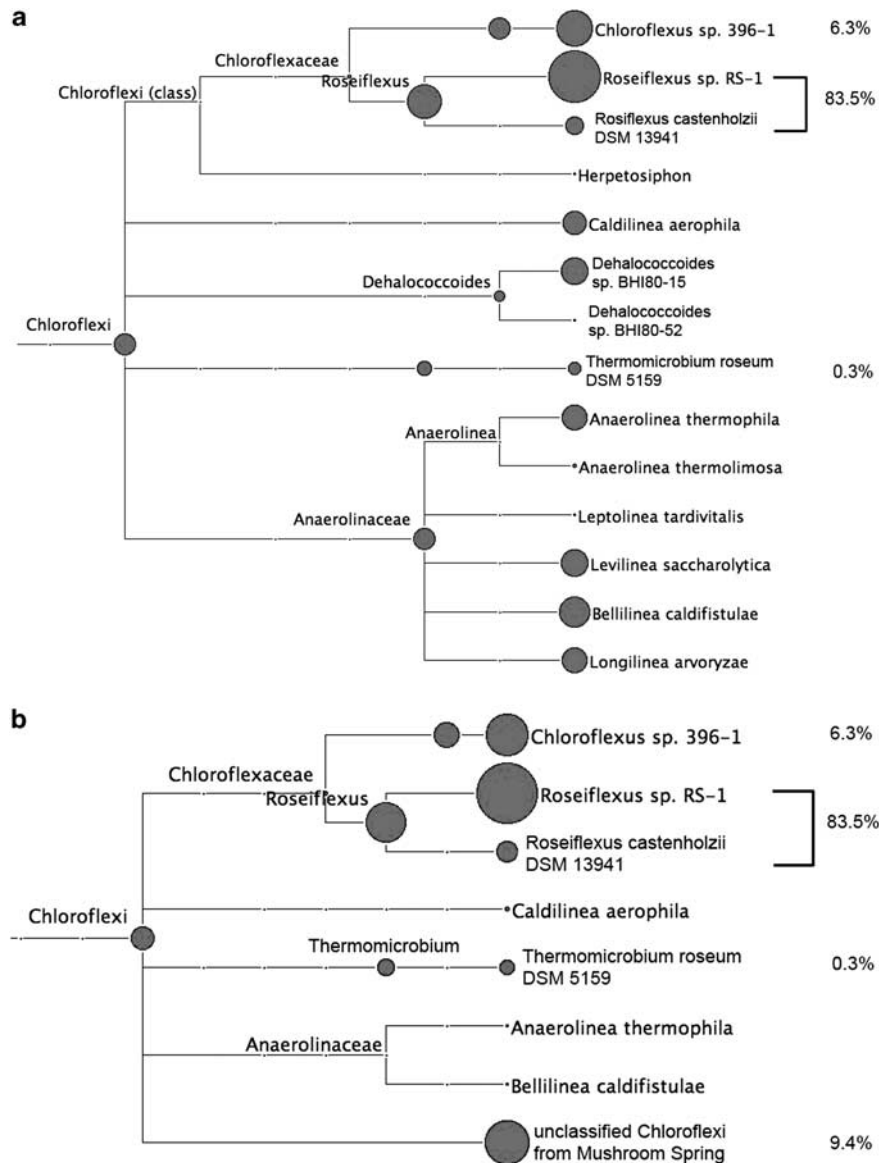 a
Chloroflexus sp. 396-1
6.3%
Chloroflexaceae
Roseiflexus
Roseiflexus sp. RS-1
Chloroflexi (class)
83.5%
Rosiflexus castenholzii
DSM 13941
Herpetosiphon
Caldilinea aerophila
Dehalococcoides
sp. BHI80-15
Dehalococcoides
Dehalococcoides
sp. BHI80-52
Chloroflexi
Thermomicrobium roseum
DSM 5159
0.3%
Anaerolinea
Anaerolinea thermophila
Anaerolinea thermolimosa
Anaerolinaceae
Leptolinea tardivitalis
Levilinea saccharolytica
Bellilinea caldifistulae
Longilinea arvoryzae
b
Chloroflexus sp. 396-1
6.3%
Chloroflexaceae
Roseiflexus
Roseiflexus sp. RS-1
83.5%
Roseiflexus castenholzii
DSM 13941
Chloroflexi
Caldilinea aerophila
Thermomicrobium
Thermomicrobium roseum
DSM 5159
0.3%
Anaerolinaceae
Anaerolinea thermophila
Bellilinea caldifistulae
unclassified Chloroflexi
from Mushroom Spring
9.4%